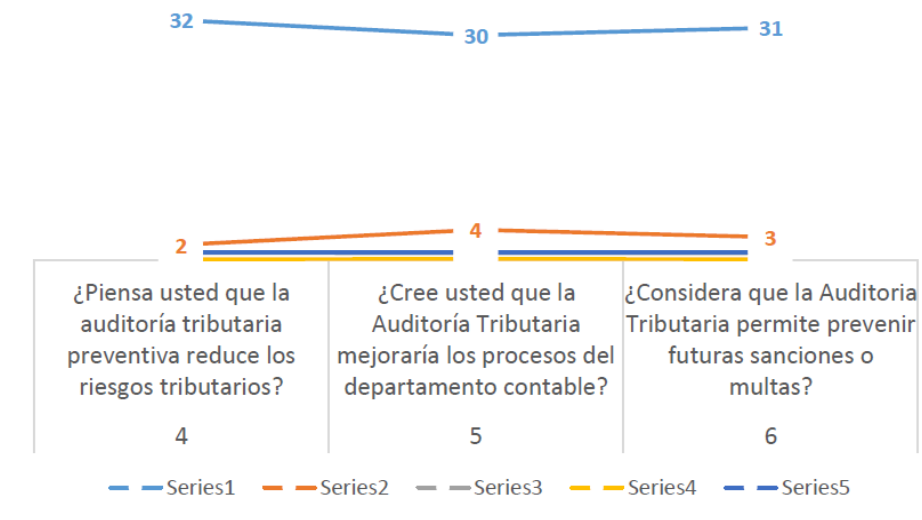 32
30
31
2
4
3
¿Piensa usted que la
auditoría tributaria
preventiva reduce los
riesgos tributarios?
4
¿Cree usted que la
Auditoría Tributaria
mejoraría los procesos del
departamento contable?
5
¿Considera que la Auditoria
Tributaria permite prevenir
futuras sanciones o
multas?
6
Series1 Series2 Series3 Series4 Series5